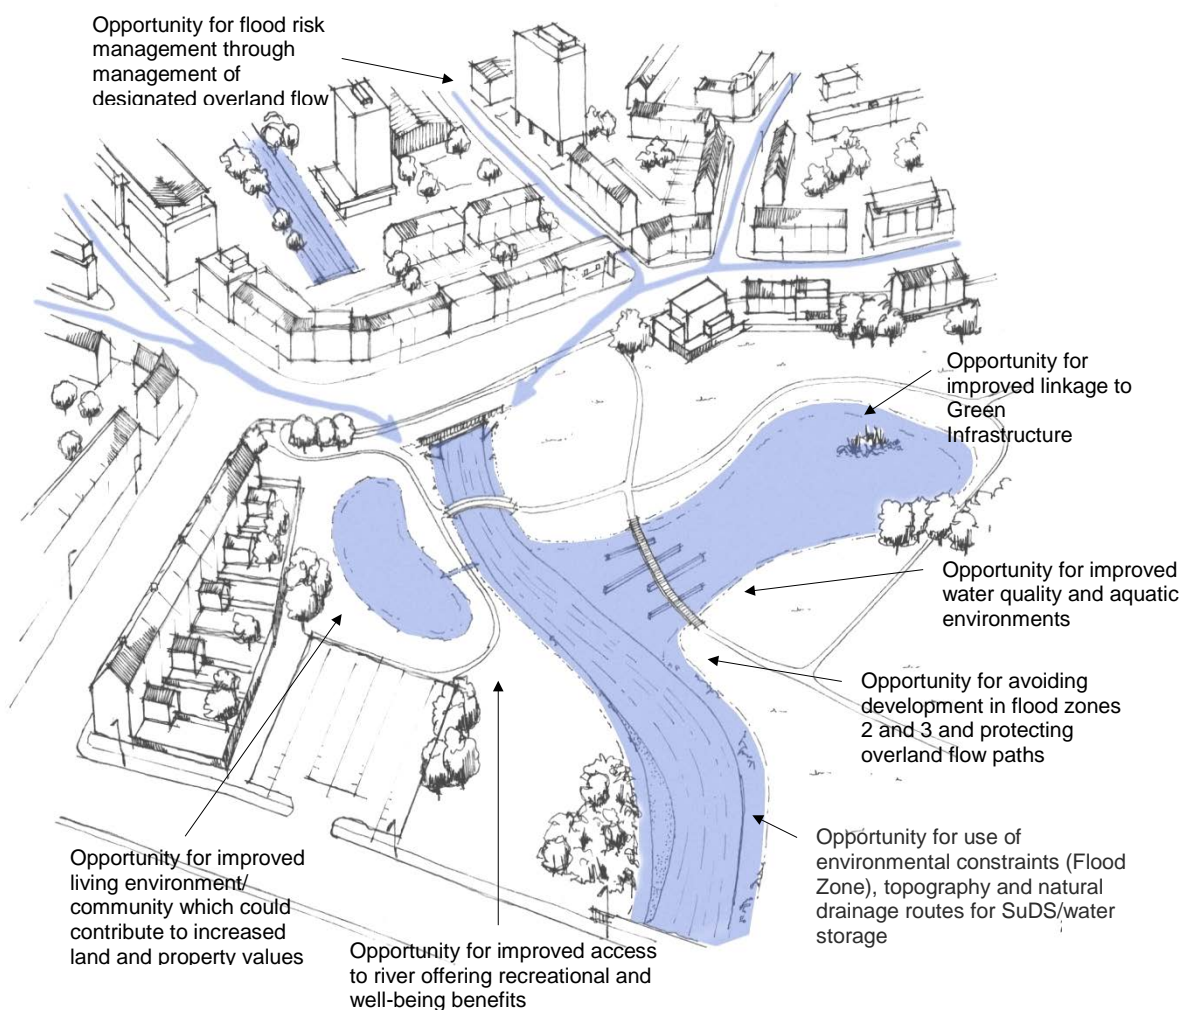 Opportunity for flood risk
management through
management of
designated overland flow
Opportunity for
improved linkage to
Green
Infrastructure
Opportunity for improved
water quality and aquatic
environments
Opportunity for avoiding
development in flood zones
2 and 3 and protecting
overland flow paths
Opportunity for use of
environmental constraints (Flood
Zone), topography and natural
drainage routes for SuDS/water
storage
Opportunity for improved
living environment/
community which could
contribute to increased
land and property values
Opportunity for improved access
to river offering recreational and
well-being benefits